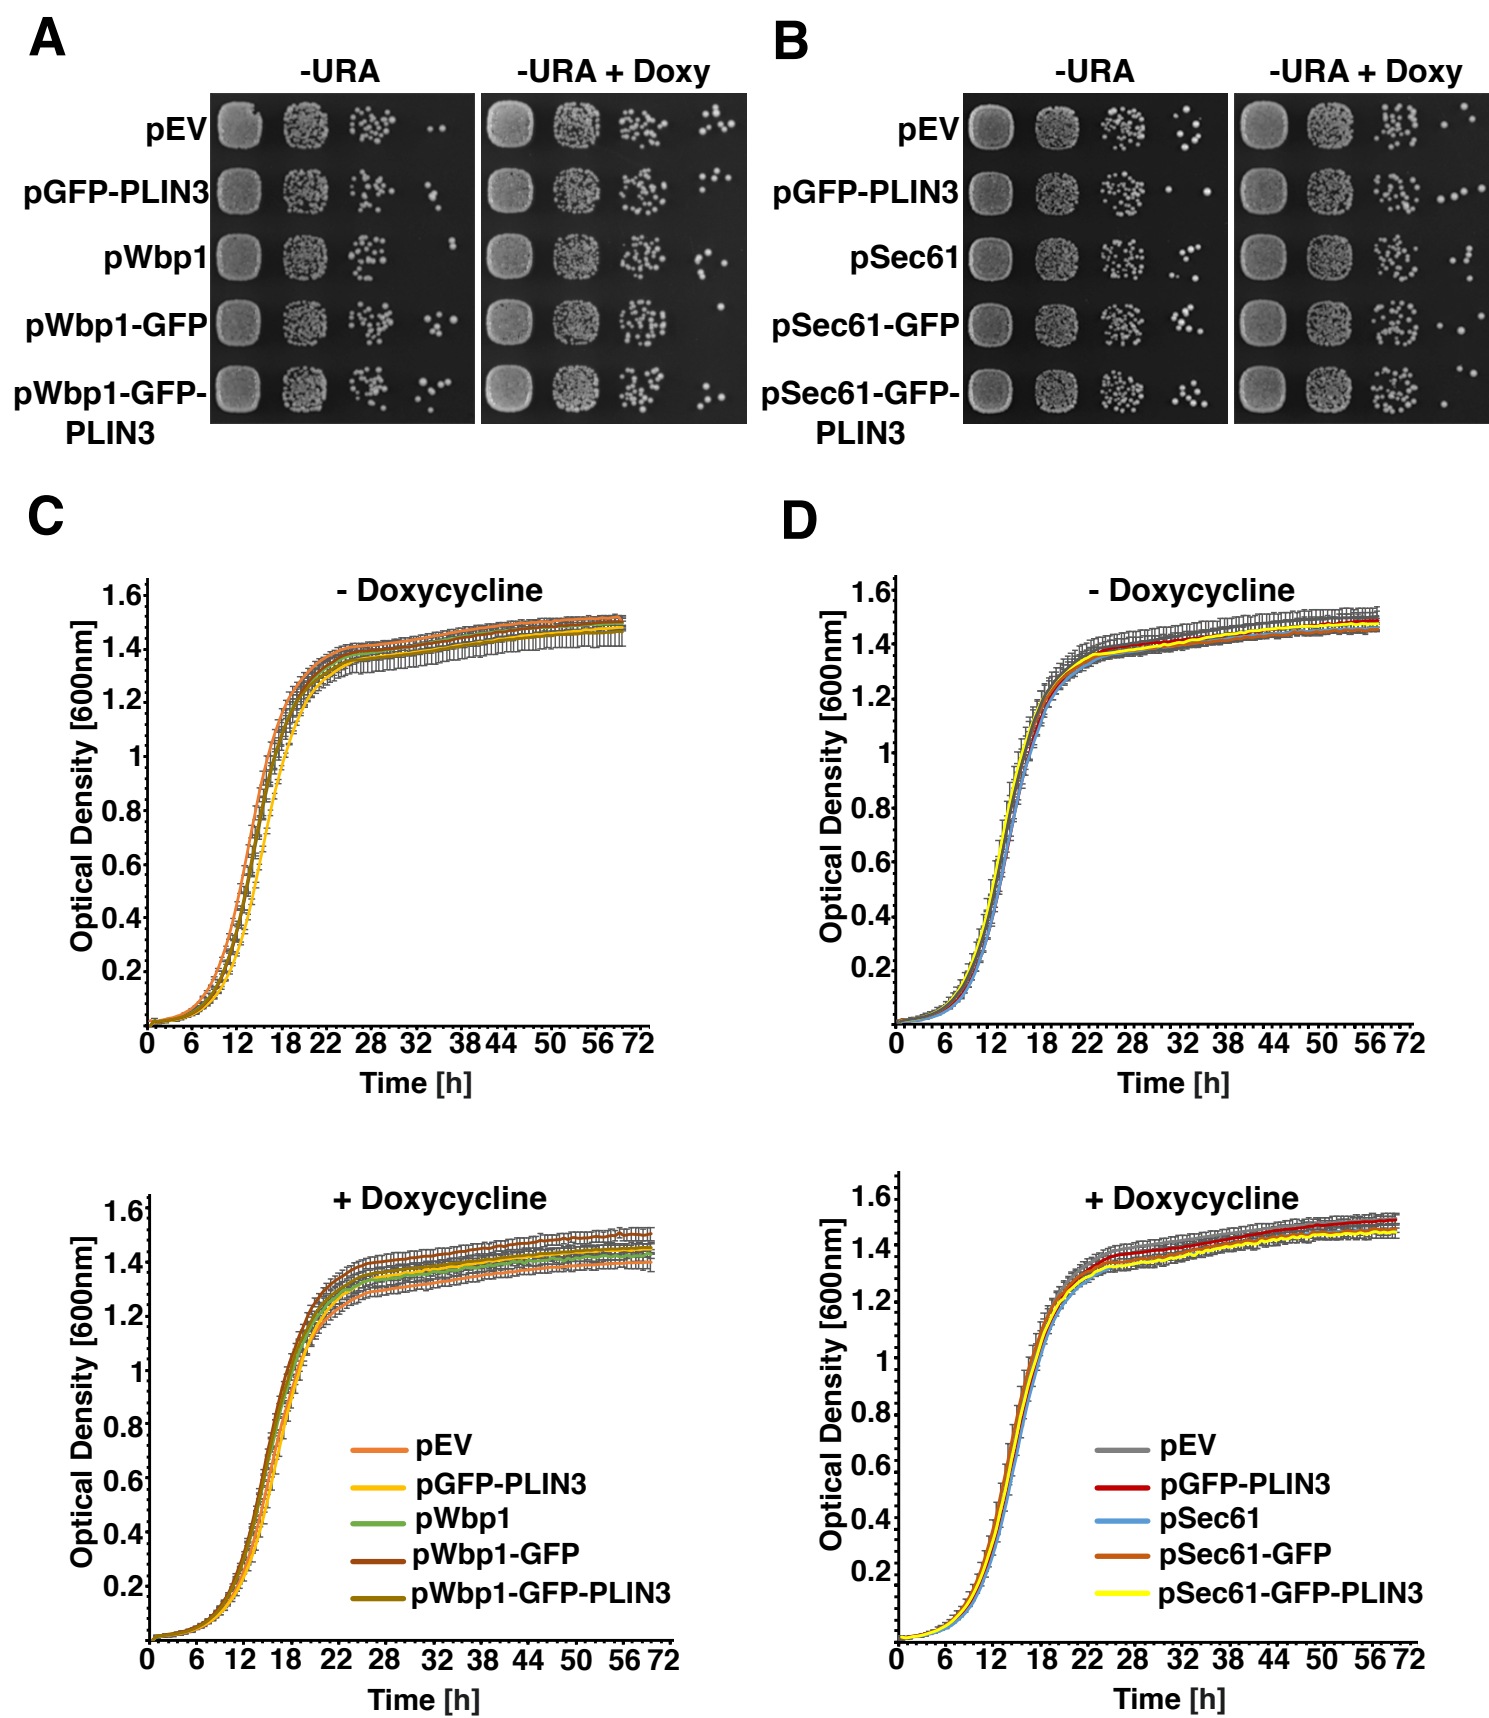 A
-URA
-URA + Doxy
pEV
pGFP-PLIN3
pWbp1
pWbp1-GFP
pWbp1-GFP-
PLIN3
B
-URA
-URA + Doxy
pEV
pGFP-PLIN3
pSec61
pSec61-GFP
pSec61-GFP-
PLIN3
C
- Doxycycline
Optical Density [600nm]
1.6
1.4
1.2
1
0.8
0.6
0.4
0.2
0 6 12 18 22 28 32 38 44 50 56 72
Time [h]
+ Doxycycline
Optical Density [600nm]
1.6
1.4
1.2
1
0.8
0.6
0.4
0.2
pEV
pGFP-PLIN3
pWbp1
pWbp1-GFP
pWbp1-GFP-PLIN3
0 6 12 18 22 28 32 38 44 50 56 72
Time [h]
D
- Doxycycline
Optical Density [600nm]
1.6
1.4
1.2
1
0.8
0.6
0.4
0.2
0 6 12 18 22 28 32 38 44 50 56 72
Time [h]
+ Doxycycline
Optical Density [600nm]
1.6
1.4
1.2
1
0.8
0.6
0.4
0.2
pEV
pGFP-PLIN3
pSec61
pSec61-GFP
pSec61-GFP-PLIN3
0 6 12 18 22 28 32 38 44 50 56 72
Time [h]